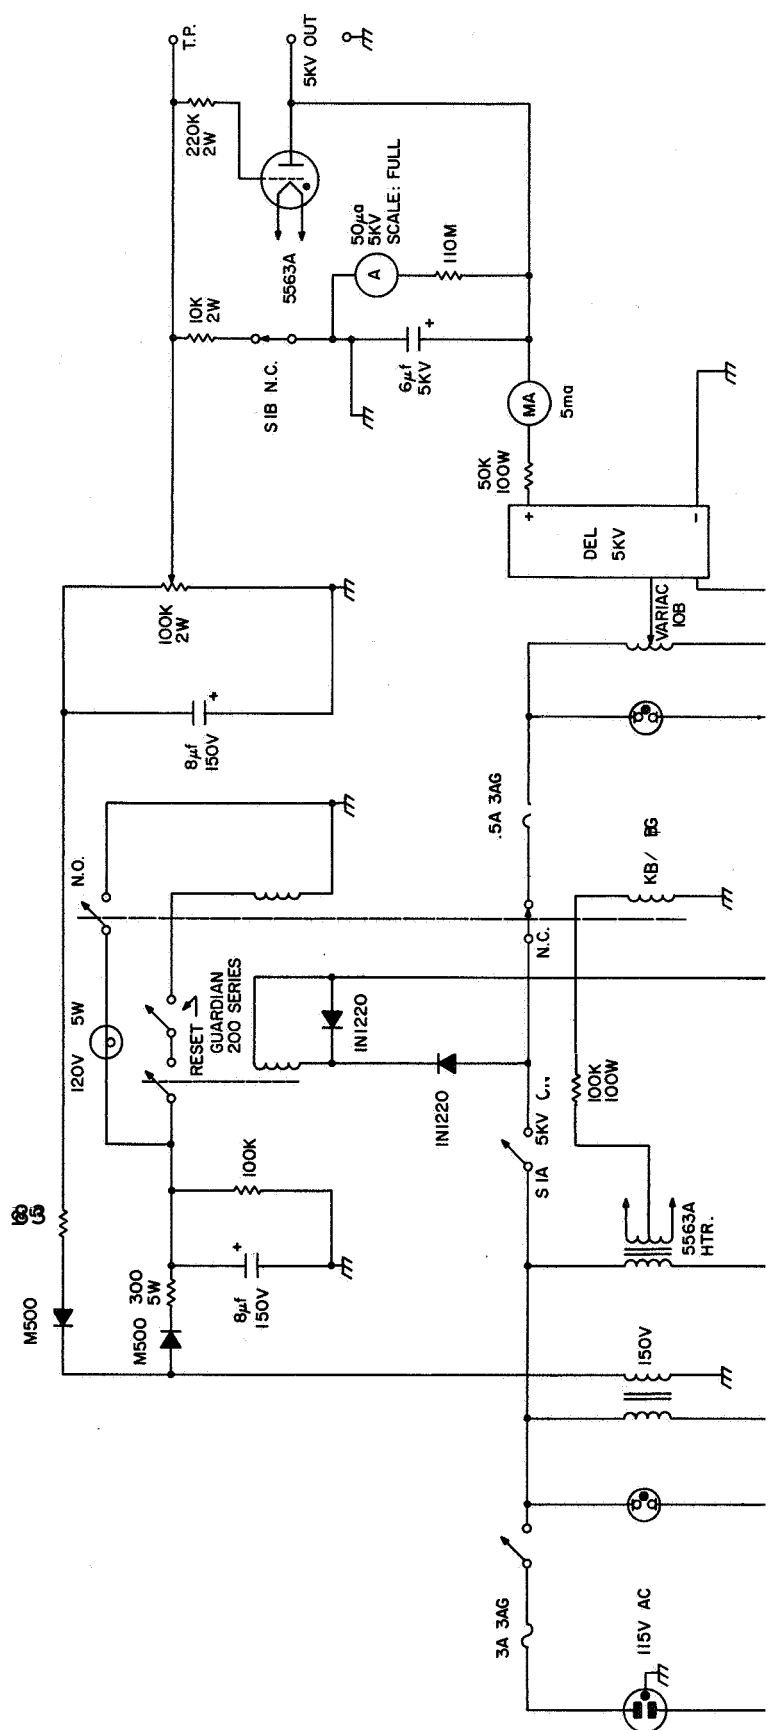 T.P.
5KV OUT
220K
2W
5563A
50μa
5KV
SCALE: FULL
A
110M
10K
2W
S1B N.C.
6μf
5KV
+
MA
5ma
50K
100W
+
-
DEL
5KV
VARIAC
10B
100K
2W
8μf
150V
+
.5A 3AG
N.O.
KB/
N.C.
120V 5W
RESET
GUARDIAN
200 SERIES
1N1220
1N1220
5KV
S1A
100K
100W
100K
5563A
HTR.
8μf
150V
+
300
5W
M500
M500
150V
3A 3AG
115V AC